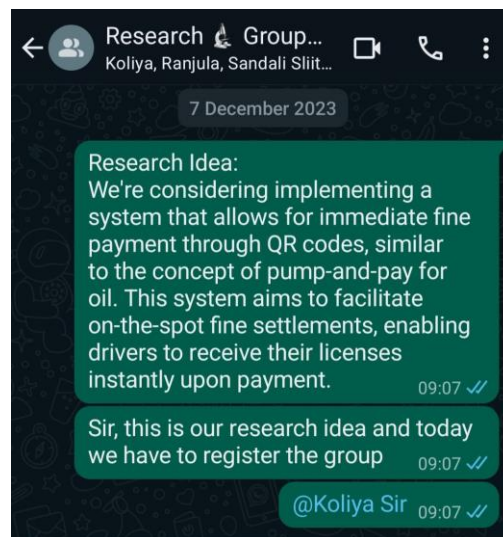 Research 🔬 Group...
Koliya, Ranjula, Sandali Sliit...
7 December 2023
Research Idea:
We're considering implementing a
system that allows for immediate fine
payment through QR codes, similar
to the concept of pump-and-pay for
oil. This system aims to facilitate
on-the-spot fine settlements, enabling
drivers to receive their licenses
instantly upon payment.
09:07
Sir, this is our research idea and today
we have to register the group
09:07
@Koliya Sir
09:07